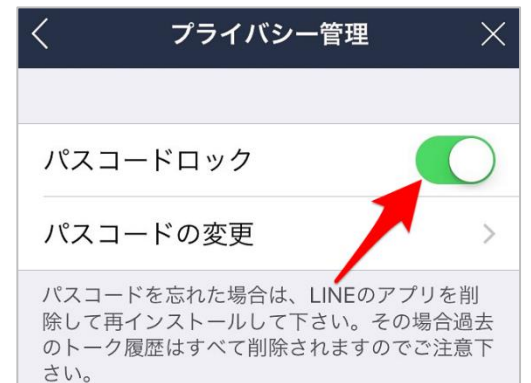 プライバシー管理
パスコードロック
パスコードの変更
パスコードを忘れた場合は、LINEのアプリを削
除して再インストールして下さい。その場合過去
のトーク履歴はすべて削除されますのでご注意下
さい。